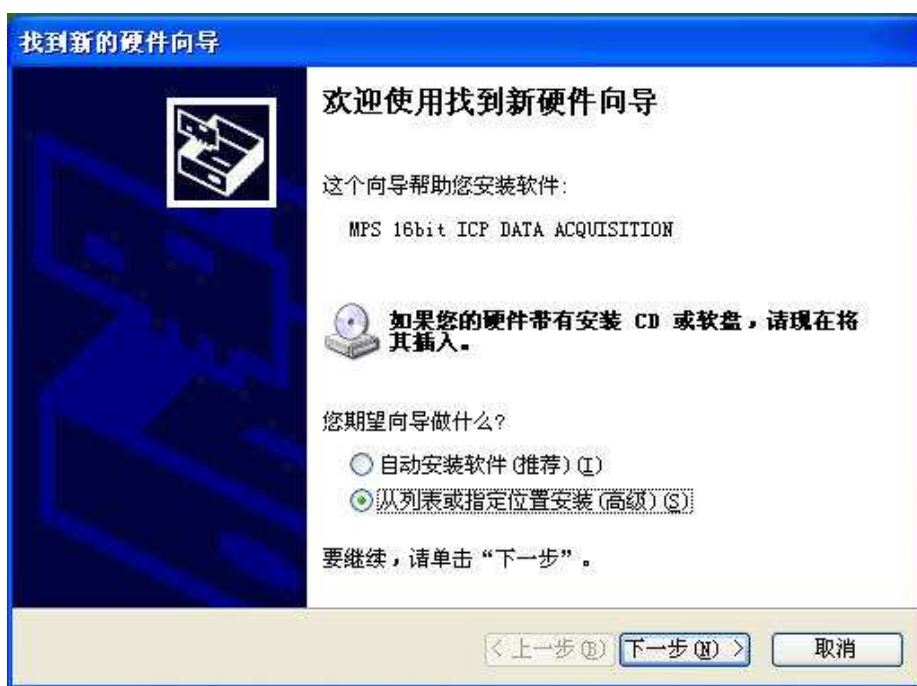 找到新的硬件向导
欢迎使用找到新硬件向导
这个向导帮助您安装软件:
MPS 16bit ICP DATA ACQUISITION
如果您的硬件带有安装 CD 或软盘，请现在将
其插入。
您期望向导做什么?
自动安装软件(推荐)(I)
从列表或指定位置安装(高级)(S)
要继续，请单击“下一步”。
< 上一步(B) 下一步(N) > 取消